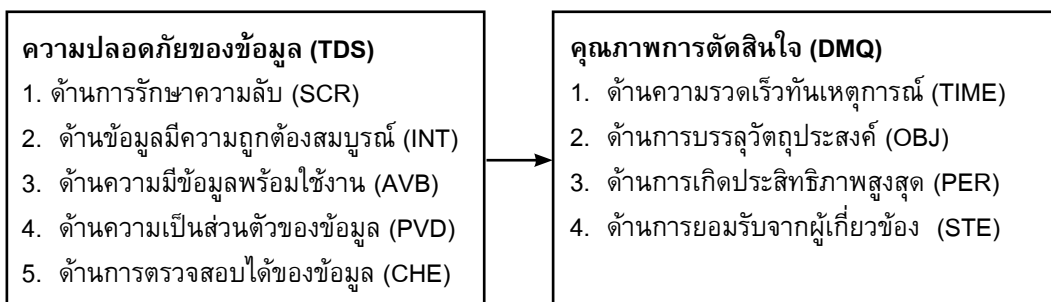 ความปลอดภัยของข้อมูล (TDS)
1. ด้านการรักษาความลับ (SCR)
2. ด้านข้อมูลมีความถูกต้องสมบูรณ์ (INT)
3. ด้านความมีข้อมูลพร้อมใช้งาน (AVB)
4. ด้านความเป็นส่วนตัวของข้อมูล (PVD)
5. ด้านการตรวจสอบได้ของข้อมูล (CHE)
คุณภาพการตัดสินใจ (DMQ)
1. ด้านความรวดเร็วทันเหตุการณ์ (TIME)
2. ด้านการบรรลุวัตถุประสงค์ (OBJ)
3. ด้านการเกิดประสิทธิภาพสูงสุด (PER)
4. ด้านการยอมรับจากผู้เกี่ยวข้อง (STE)